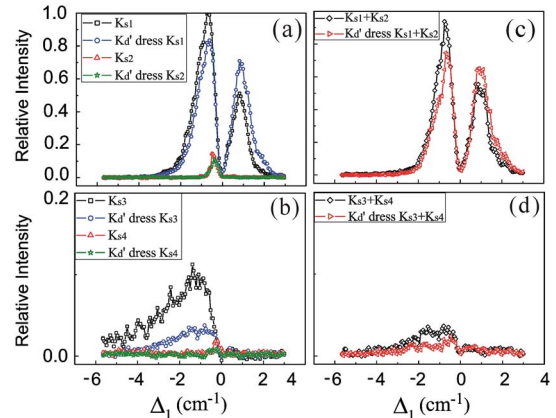 (a)
Ks1
Kd' dress Ks1
Ks2
Kd' dress Ks2
1.0
0.8
0.6
0.4
0.2
0.0
Relative Intensity
(c)
Ks1+Ks2
Kd' dress Ks1+Ks2
(b)
Ks3
Kd' dress Ks3
Ks4
Kd' dress Ks4
0.2
0.0
Relative Intensity
-6 -4 -2 0 2 4
Δ1 (cm-1)
(d)
Ks3+Ks4
Kd' dress Ks3+Ks4
-6 -4 -2 0 2 4
Δ1 (cm-1)